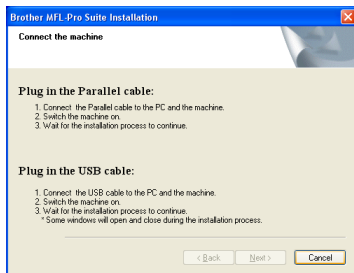 Brother MFL-Pro Suite Installation
Connect the machine
Plug in the Parallel cable:
1. Connect the Parallel cable to the PC and the machine.
2. Switch the machine on.
3. Wait for the installation process to continue.
Plug in the USB cable:
1. Connect the USB cable to the PC and the machine.
2. Switch the machine on.
3. Wait for the installation process to continue.
* Some windows will open and close during the installation process.
< Back Next > Cancel